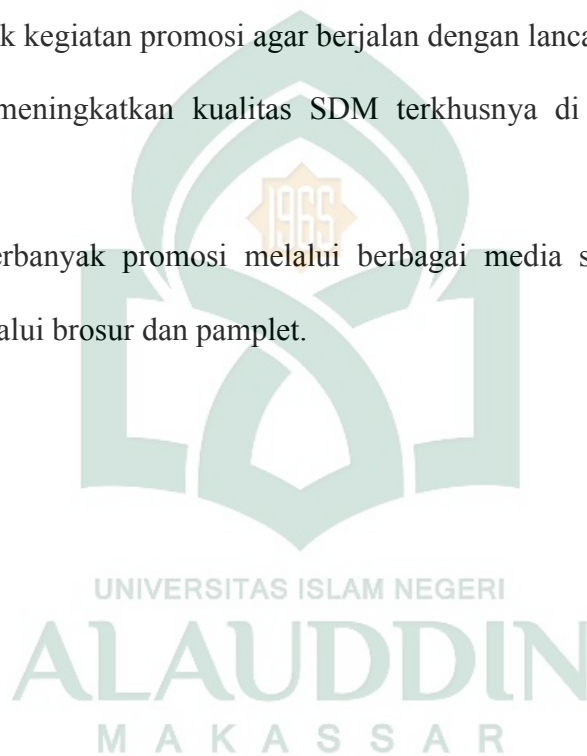 k kegiatan promosi agar berjalan dengan lanca
meningkatkan kualitas SDM terkhusnya di
erbanyak promosi melalui berbagai media s
alui brosur dan pamplet.
1965
UNIVERSITAS ISLAM NEGERI
ALAUDDIN
MAKASSAR